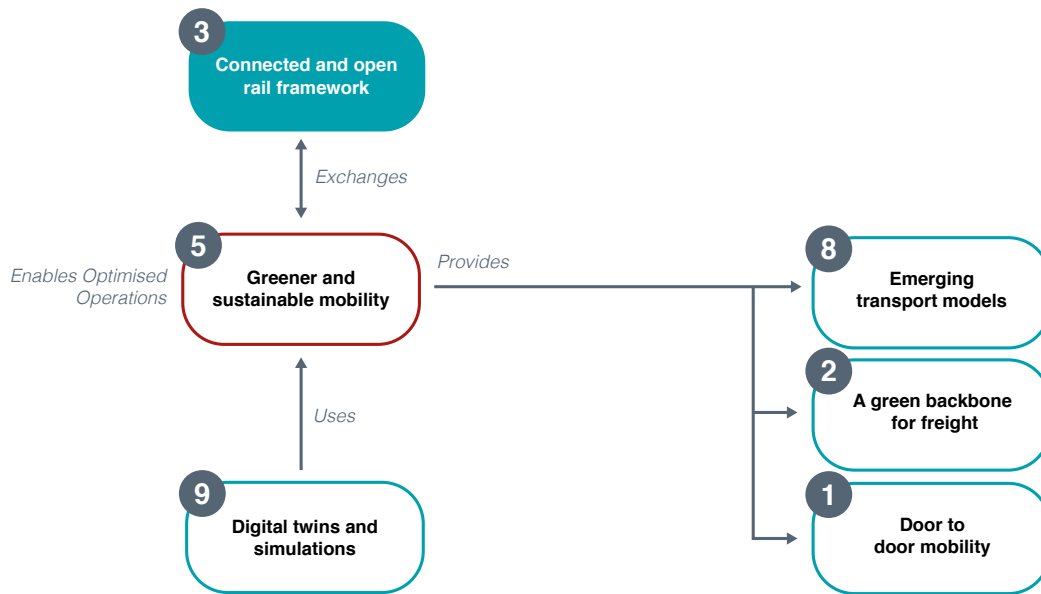 3
Connected and open
rail framework
Exchanges
5
Greener and
sustainable mobility
Enables Optimised
Operations
Provides
8
Emerging
transport models
2
A green backbone
for freight
Uses
9
Digital twins and
simulations
1
Door to
door mobility